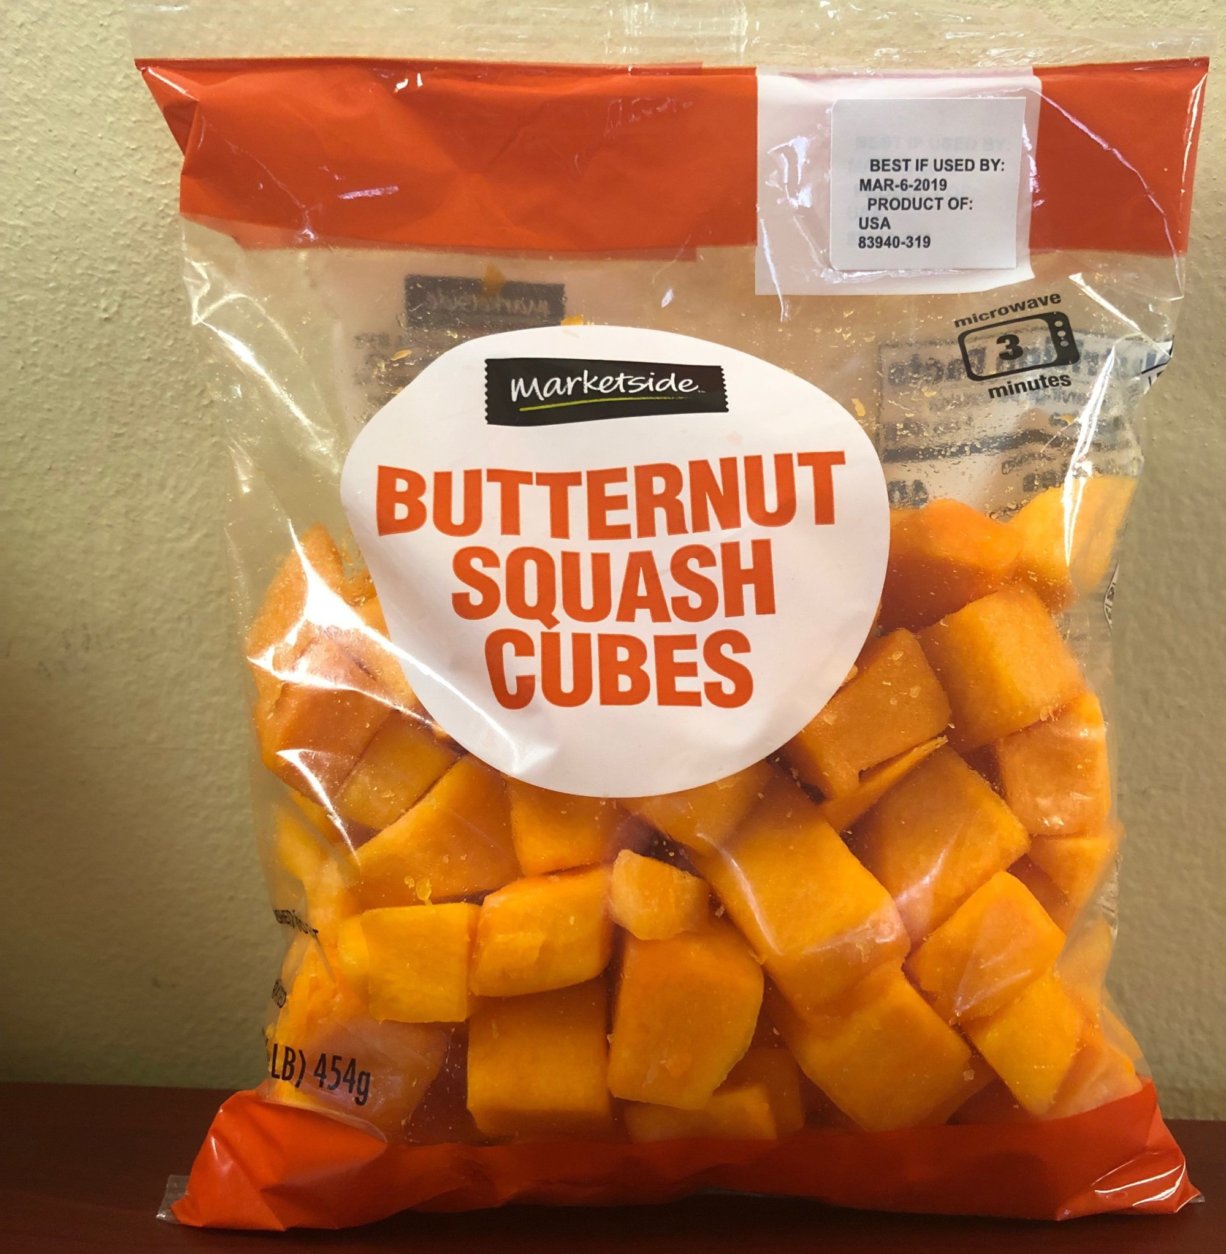 BEST IF USED BY:
MAR-6-2019
PRODUCT OF:
USA
83940-319
microwave
3
minutes
marketside
BUTTERNUT
SQUASH
CUBES
LB) 454g